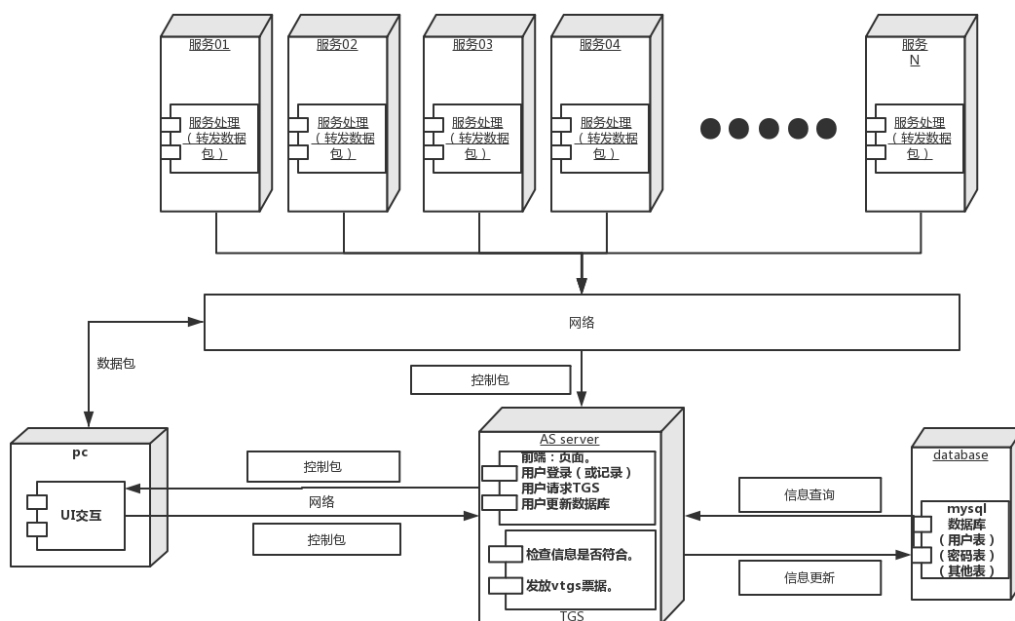 服务01
服务02
服务03
服务04
服务
N
服务处理
（转发数据
包）
服务处理
（转发数据
包）
服务处理
（转发数据
包）
服务处理
（转发数据
包）
服务处理
（转发数据
包）
网络
数据包
控制包
pc
UI交互
控制包
网络
控制包
AS server
前端：页面。
用户登录（或记录）
用户请求TGS
用户更新数据库
检查信息是否符合。
发放vtgs票据。
TGS
信息查询
信息更新
database
mysql
数据库
（用户表）
（密码表）
（其他表）